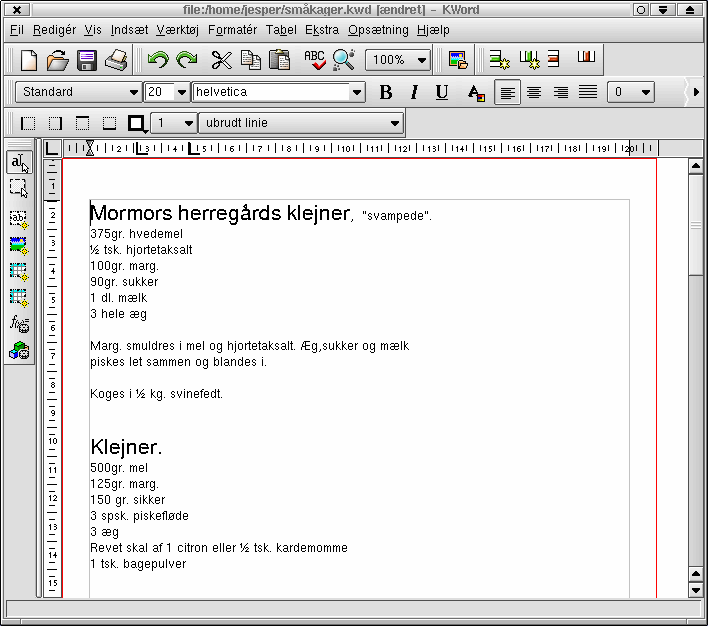 file:/home/jesper/småkager.kwd [ændret] – KWord
Fil Redigér Vis Indsæt Værktøj Formatér Tabel Opsætning Ekstra Hjælp
ABC 100%
Standard 20 helvetica B I U A 0
1 ubrudt linie
1 2 3 4 5 6 7 8 9 10 11 12 13 14 15 16 17 18 19 20
a
ab
1
2
3
4
5
6
7
8
9
10
11
12
13
14
15
Mormors herregårds klejner, "svampede".
375gr. hvedemel
½ tsk. hjortetaksalt
100gr. marg.
90gr. sukker
1 dl. mælk
3 hele æg
Marg. smuldres i mel og hjortetaksalt. Æg,sukker og mælk
piskes let sammen og blandes i.
Koges i ½ kg. svinefedt.
Klejner.
500gr. mel
125gr. marg.
150 gr. sikker
3 spsk. piskefløde
3 æg
Revet skal af 1 citron eller ½ tsk. kardemomme
1 tsk. bagepulver